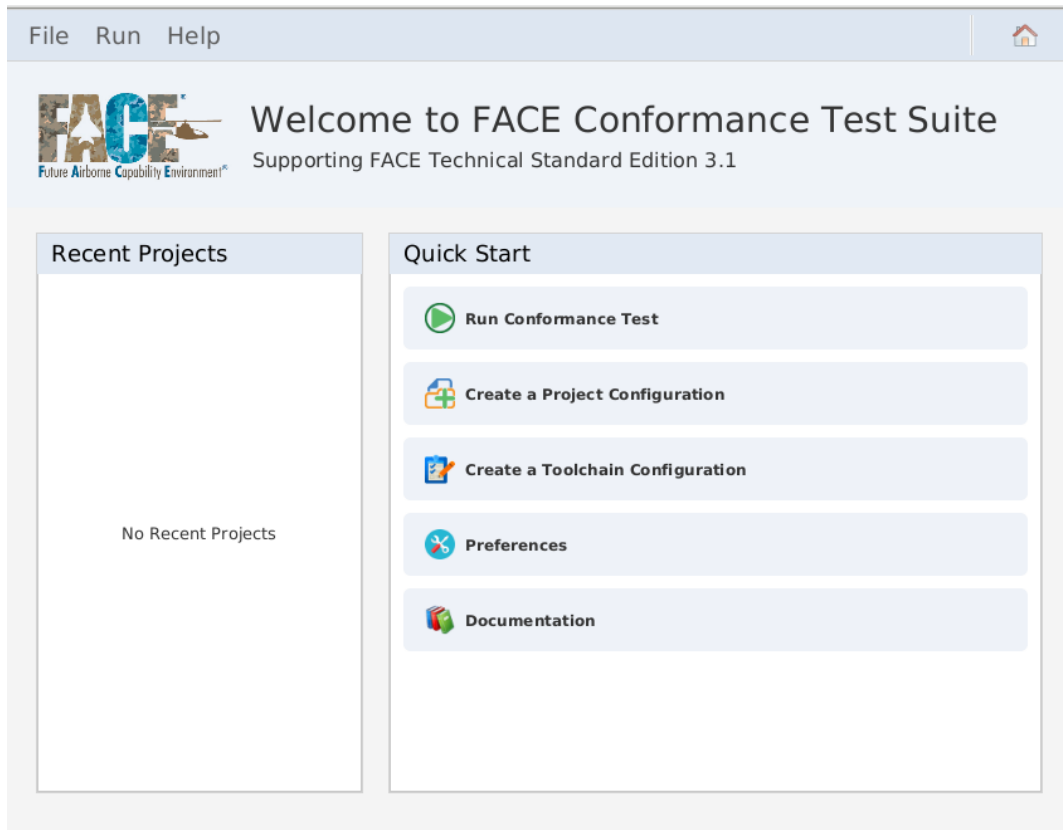 File Run Help
FACE
Future Airborne Capability Environment
Welcome to FACE Conformance Test Suite
Supporting FACE Technical Standard Edition 3.1
Recent Projects
No Recent Projects
Quick Start
Run Conformance Test
Create a Project Configuration
Create a Toolchain Configuration
Preferences
Documentation